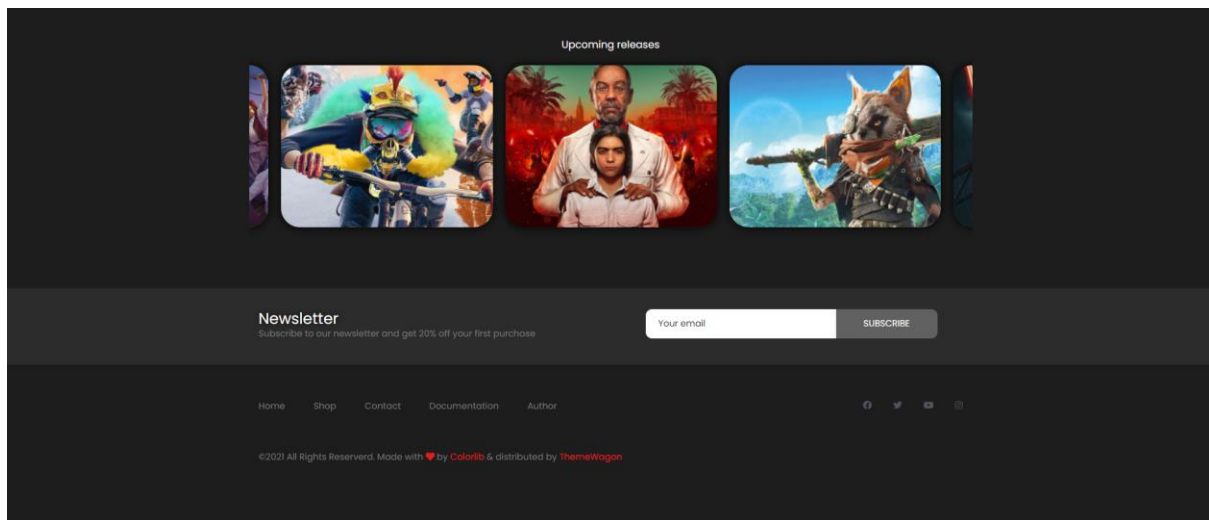 Upcoming releases
Newsletter
Subscribe to our newsletter and get 20% off your first purchase
Your email
SUBSCRIBE
Home Shop Contact Documentation Author
©2021 All Rights Reserverd. Made with ❤ by Colorlib & distributed by ThemeWagon